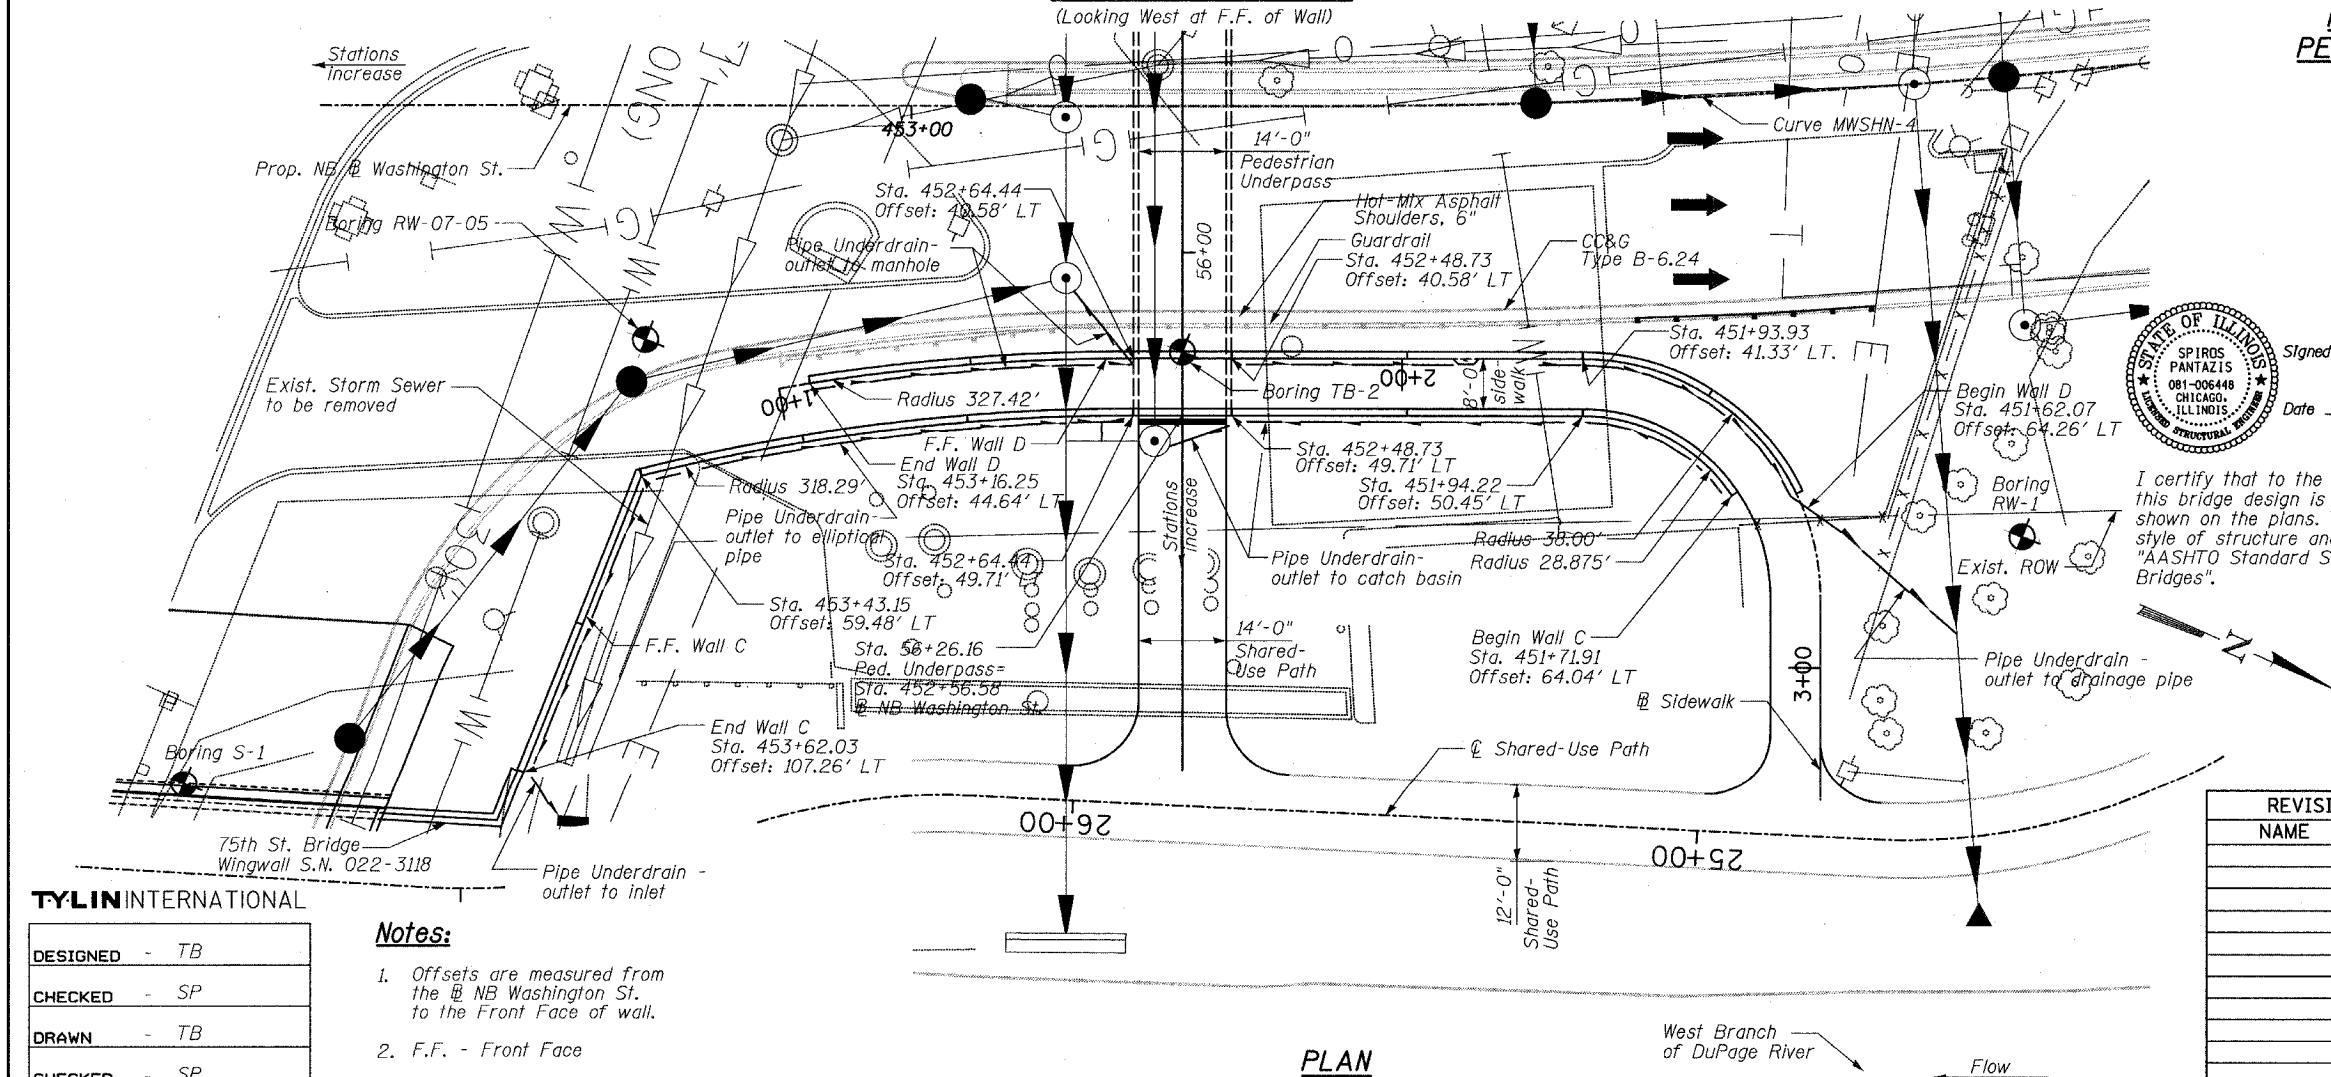 (Looking West at F.F. of Wall)
Stations
Increase
453+00
Prop. NB ⅊ Washington St.
14'-0"
Pedestrian
Underpass
Curve MWSHN-4
Sta. 452+64.44
Offset: 40.58' LT
Boring RW-07-05
Pipe Underdrain-
outlet to manhole
56+00
Hot-Mix Asphalt
Shoulders, 6"
Guardrail
Sta. 452+48.73
Offset: 40.58' LT
CC&G
Type B-6.24
Sta. 451+93.93
Offset: 41.33' LT.
STATE OF ILLINOIS
SPIROS
PANTAZIS
081-006448
CHICAGO,
ILLINOIS
LICENSED STRUCTURAL ENGINEER
Signed
Date
Exist. Storm Sewer
to be removed
1+00
Radius 327.42'
Boring TB-2
2+00
8'-0"
side-
walk
Begin Wall D
Sta. 451+62.07
Offset: 64.26' LT
F.F. Wall D
End Wall D
Sta. 453+16.25
Offset: 44.64' LT
Radius 318.29'
Sta. 452+48.73
Offset: 49.71' LT
Sta. 451+94.22
Offset: 50.45' LT
Boring
RW-1
I certify that to the
this bridge design is
shown on the plans.
style of structure an
"AASHTO Standard S
Bridges".
Pipe Underdrain-
outlet to elliptical
pipe
Stations
Increase
Radius 38.00'
Radius 28.875'
Exist. ROW
Sta. 452+64.44
Offset: 49.71' LT
Pipe Underdrain-
outlet to catch basin
Sta. 453+43.15
Offset: 59.48' LT
F.F. Wall C
Sta. 56+26.16
Ped. Underpass=
Sta. 452+56.58
⅊ NB Washington St.
14'-0"
Shared-
Use Path
Begin Wall C
Sta. 451+71.91
Offset: 64.04' LT
3+00
Pipe Underdrain -
outlet to drainage pipe
N
⅊ Sidewalk
End Wall C
Sta. 453+62.03
Offset: 107.26' LT
Boring S-1
℄ Shared-Use Path
26+00
25+00
12'-0"
Shared-
Use Path
75th St. Bridge
Wingwall S.N. 022-3118
Pipe Underdrain -
outlet to inlet
REVISI
NAME
TYLININTERNATIONAL
DESIGNED - TB
CHECKED - SP
DRAWN - TB
CHECKED - SP
Notes:
1. Offsets are measured from
the ⅊ NB Washington St.
to the Front Face of wall.
2. F.F. - Front Face
PLAN
West Branch
of DuPage River
Flow